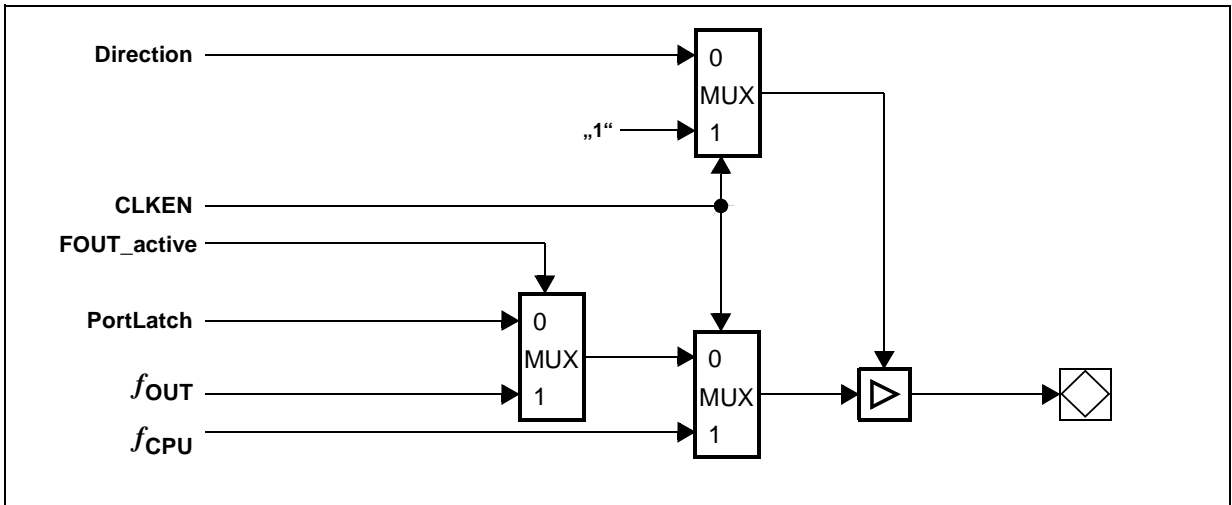 Direction
0
MUX
„1“
1
CLKEN
FOUT_active
PortLatch
0
MUX
0
fOUT
1
MUX
fCPU
1